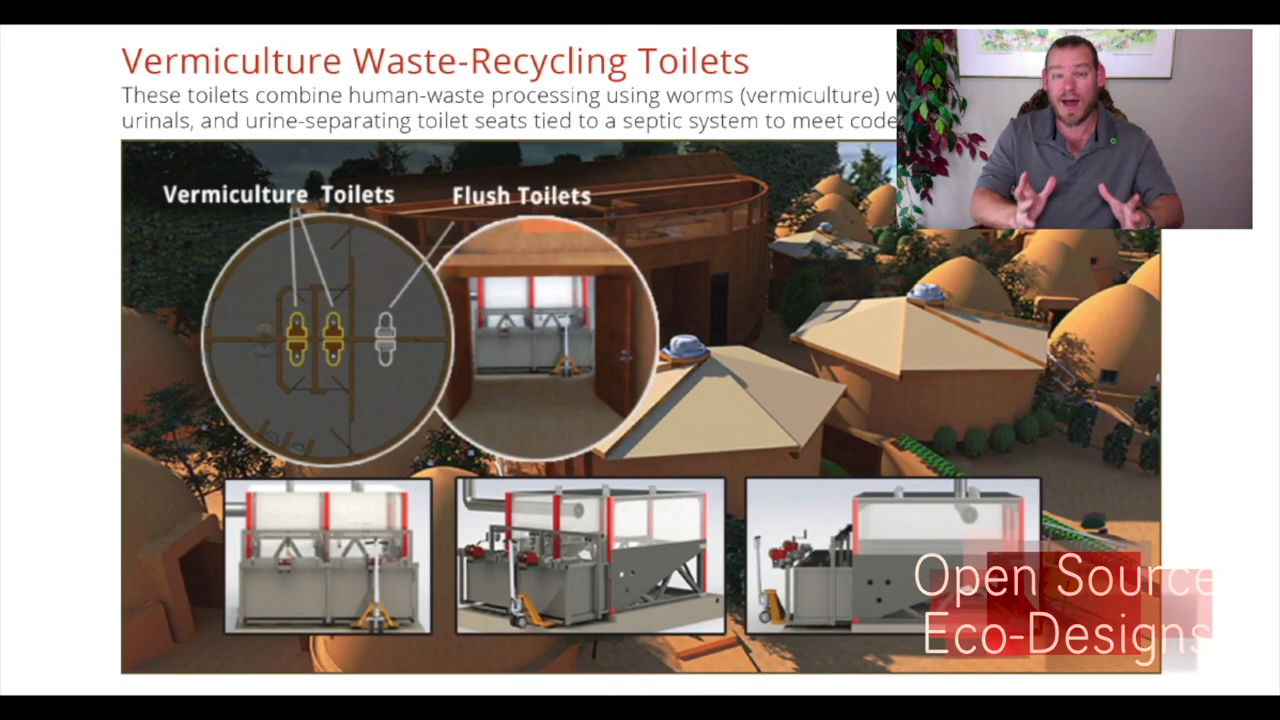 Vermiculture Waste-Recycling Toilets
These toilets combine human-waste processing using worms (vermiculture)
urinals, and urine-separating toilet seats tied to a septic system to meet code
Vermiculture Toilets
Flush Toilets
Open Source
Eco-Designs